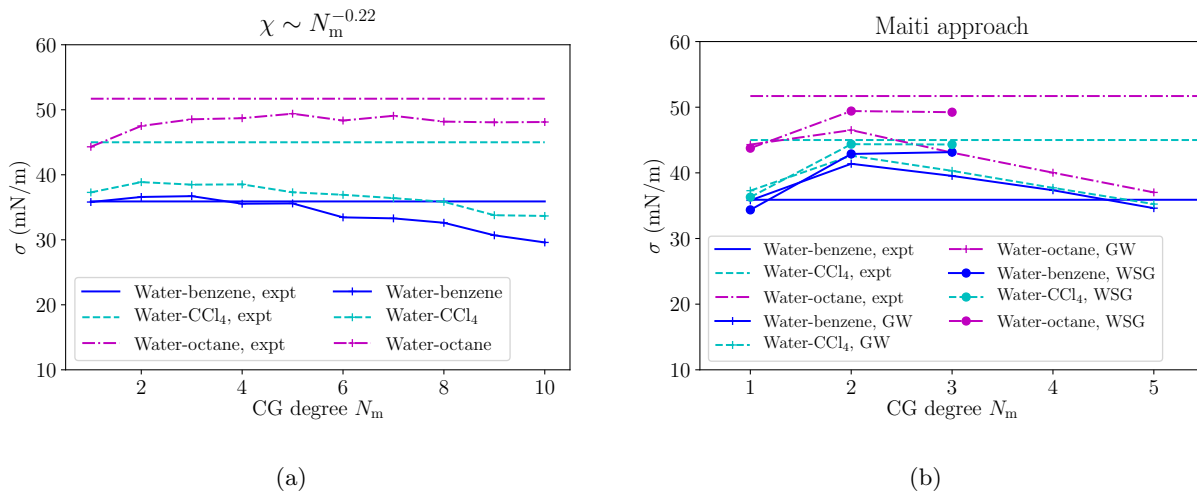 χ ∼ N_m^{−0.22}
60
50
40
30
20
10
σ (mN/m)
Water-benzene, expt
Water-CCl₄, expt
Water-octane, expt
Water-benzene
Water-CCl₄
Water-octane
2
4
6
8
10
CG degree Nₘ
(a)
Maiti approach
60
50
40
30
20
10
σ (mN/m)
Water-benzene, expt
Water-CCl₄, expt
Water-octane, expt
Water-benzene, GW
Water-CCl₄, GW
Water-octane, GW
Water-benzene, WSG
Water-CCl₄, WSG
Water-octane, WSG
1
2
3
4
5
CG degree Nₘ
(b)